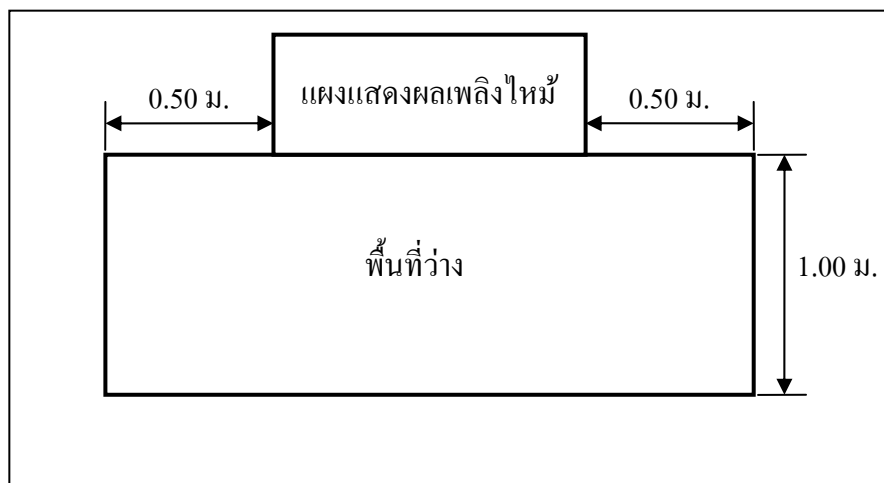 แผงแสดงผลเพลิงไหม้
0.50 ม.
0.50 ม.
พื้นที่ว่าง
1.00 ม.